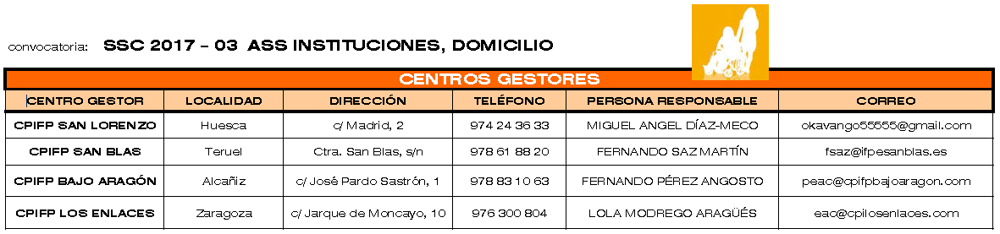 convocatoria: SSC 2017 – 03 ASS INSTITUCIONES, DOMICILIO
CENTROS GESTORES
CENTRO GESTOR LOCALIDAD DIRECCIÓN TELÉFONO PERSONA RESPONSABLE CORREO
CPIFP SAN LORENZO Huesca c/ Madrid, 2 974 24 36 33 MIGUEL ANGEL DÍAZ-MECO okavango55555@gmail.com
CPIFP SAN BLAS Teruel Ctra. San Blas, s/n 978 61 88 20 FERNANDO SAZ MARTÍN fsaz@ifpesanblas.es
CPIFP BAJO ARAGÓN Alcañiz c/ José Pardo Sastrón, 1 978 83 10 63 FERNANDO PÉREZ ANGOSTO peac@cpifpbajoaragon.com
CPIFP LOS ENLACES Zaragoza c/ Jarque de Moncayo, 10 976 300 804 LOLA MODREGO ARAGÜÉS eac@cpilosenlaces.com